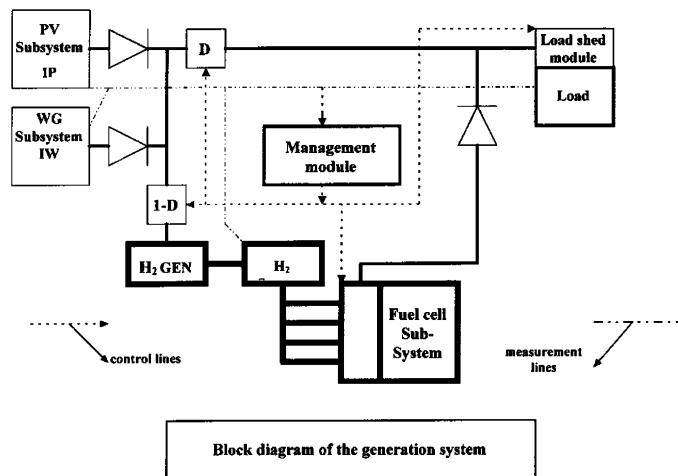 PV
Subsystem
IP
D
Load shed
module
Load
WG
Subsystem
IW
Management
module
1-D
H₂ GEN
H₂
Fuel cell
Sub-
System
control lines
measurement
lines
Block diagram of the generation system